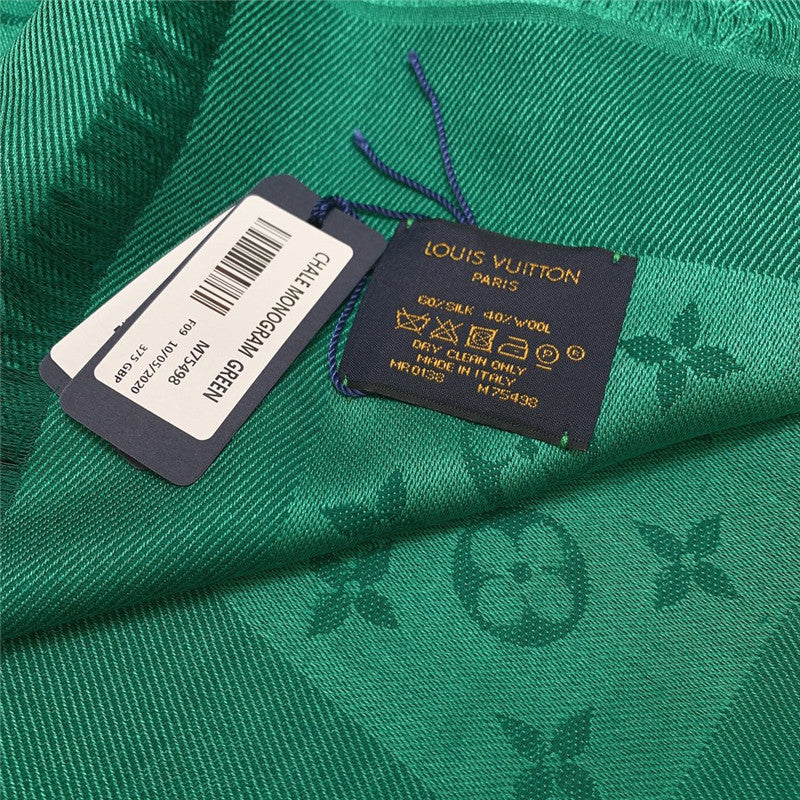 CHALE MONOGRAM GREEN
M75498
F09 10/05/2020
375 GBP
LOUIS VUITTON
PARIS
60%SILK 40%WOOL
DRY CLEAN ONLY
MADE IN ITALY
MR0138 M75498